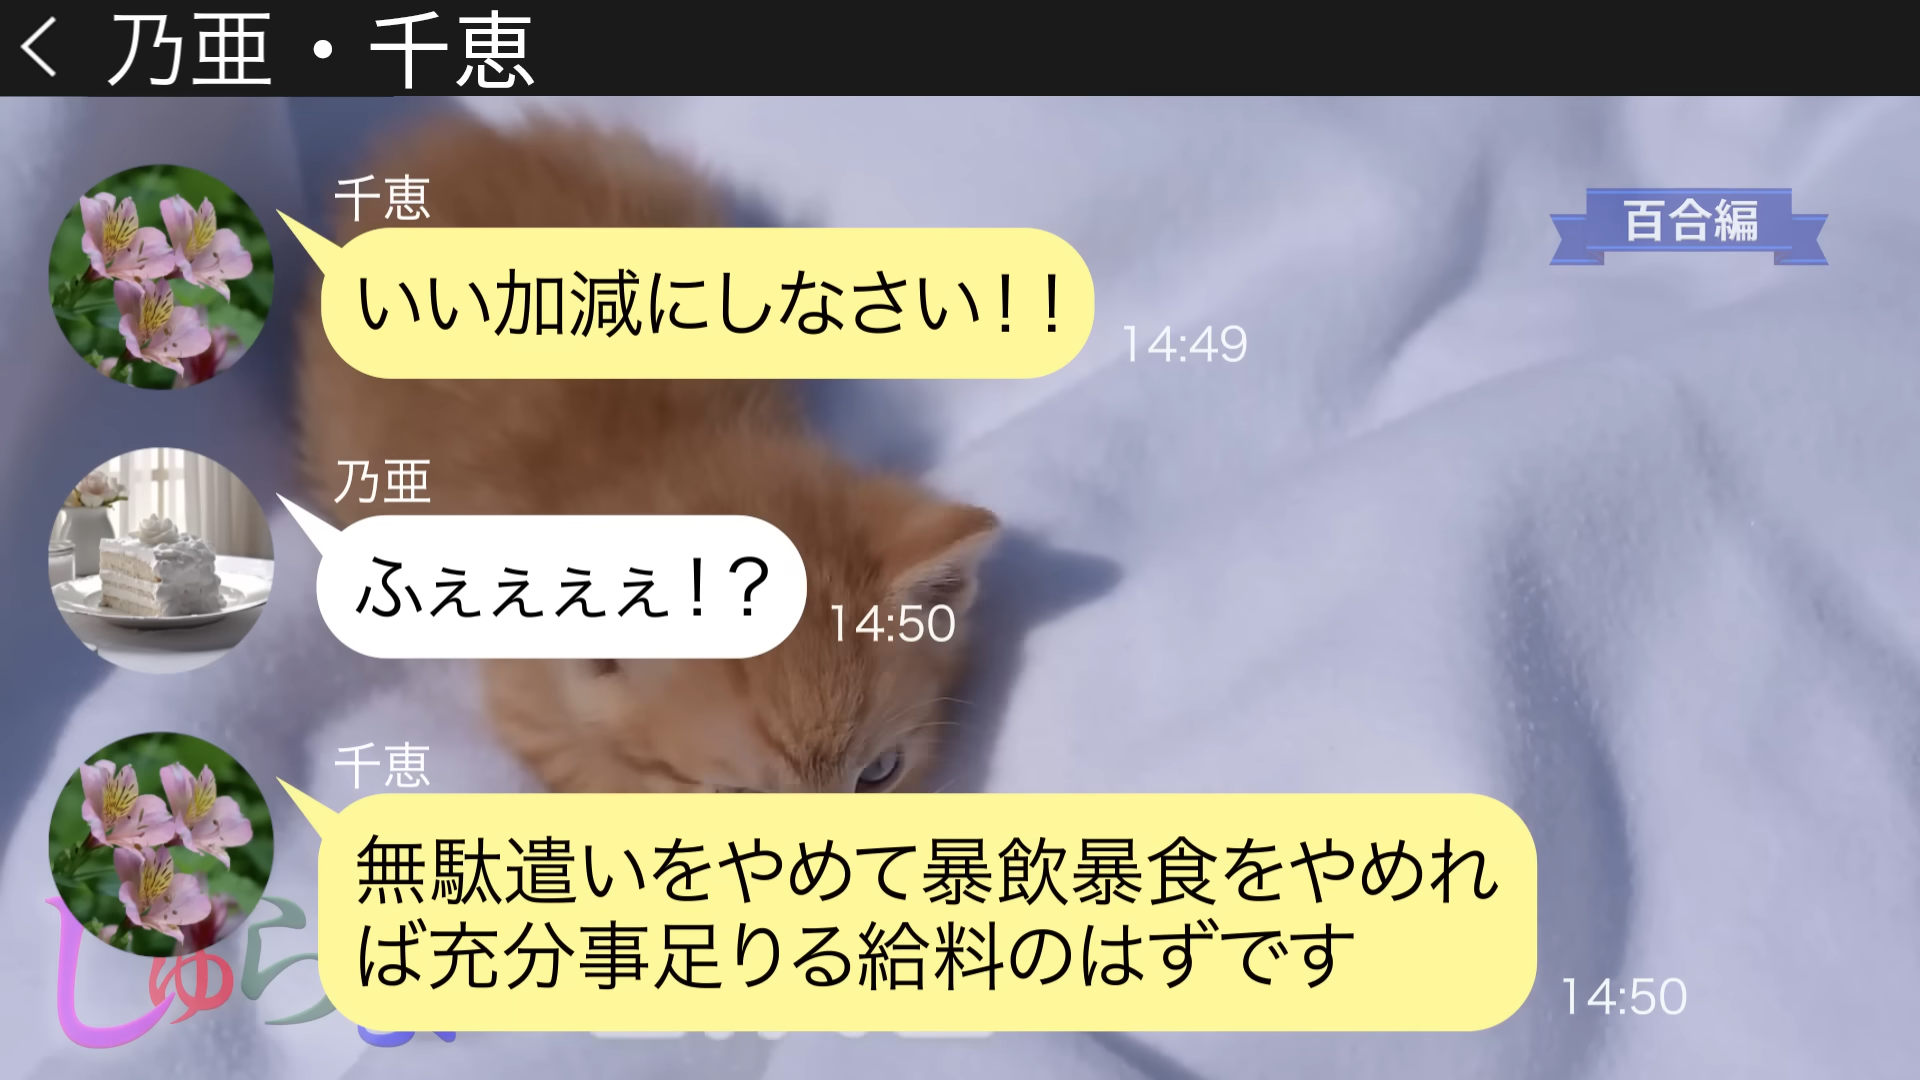 乃亜・千恵
千恵
百合編
いい加減にしなさい！！
14:49
乃亜
ふぇぇぇぇ！？
14:50
千恵
無駄遣いをやめて暴飲暴食をやめれ
ば充分事足りる給料のはずです
14:50
しゅら